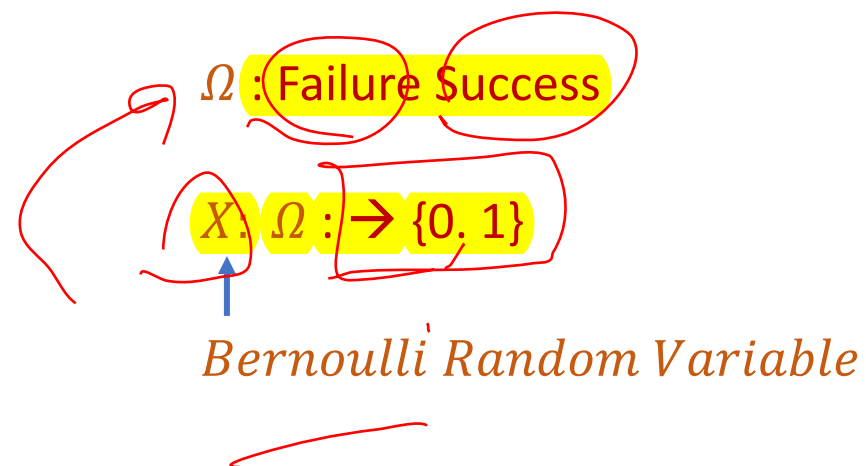 Ω : Failure Success
X: Ω : → {0. 1}
Bernoulli Random Variable